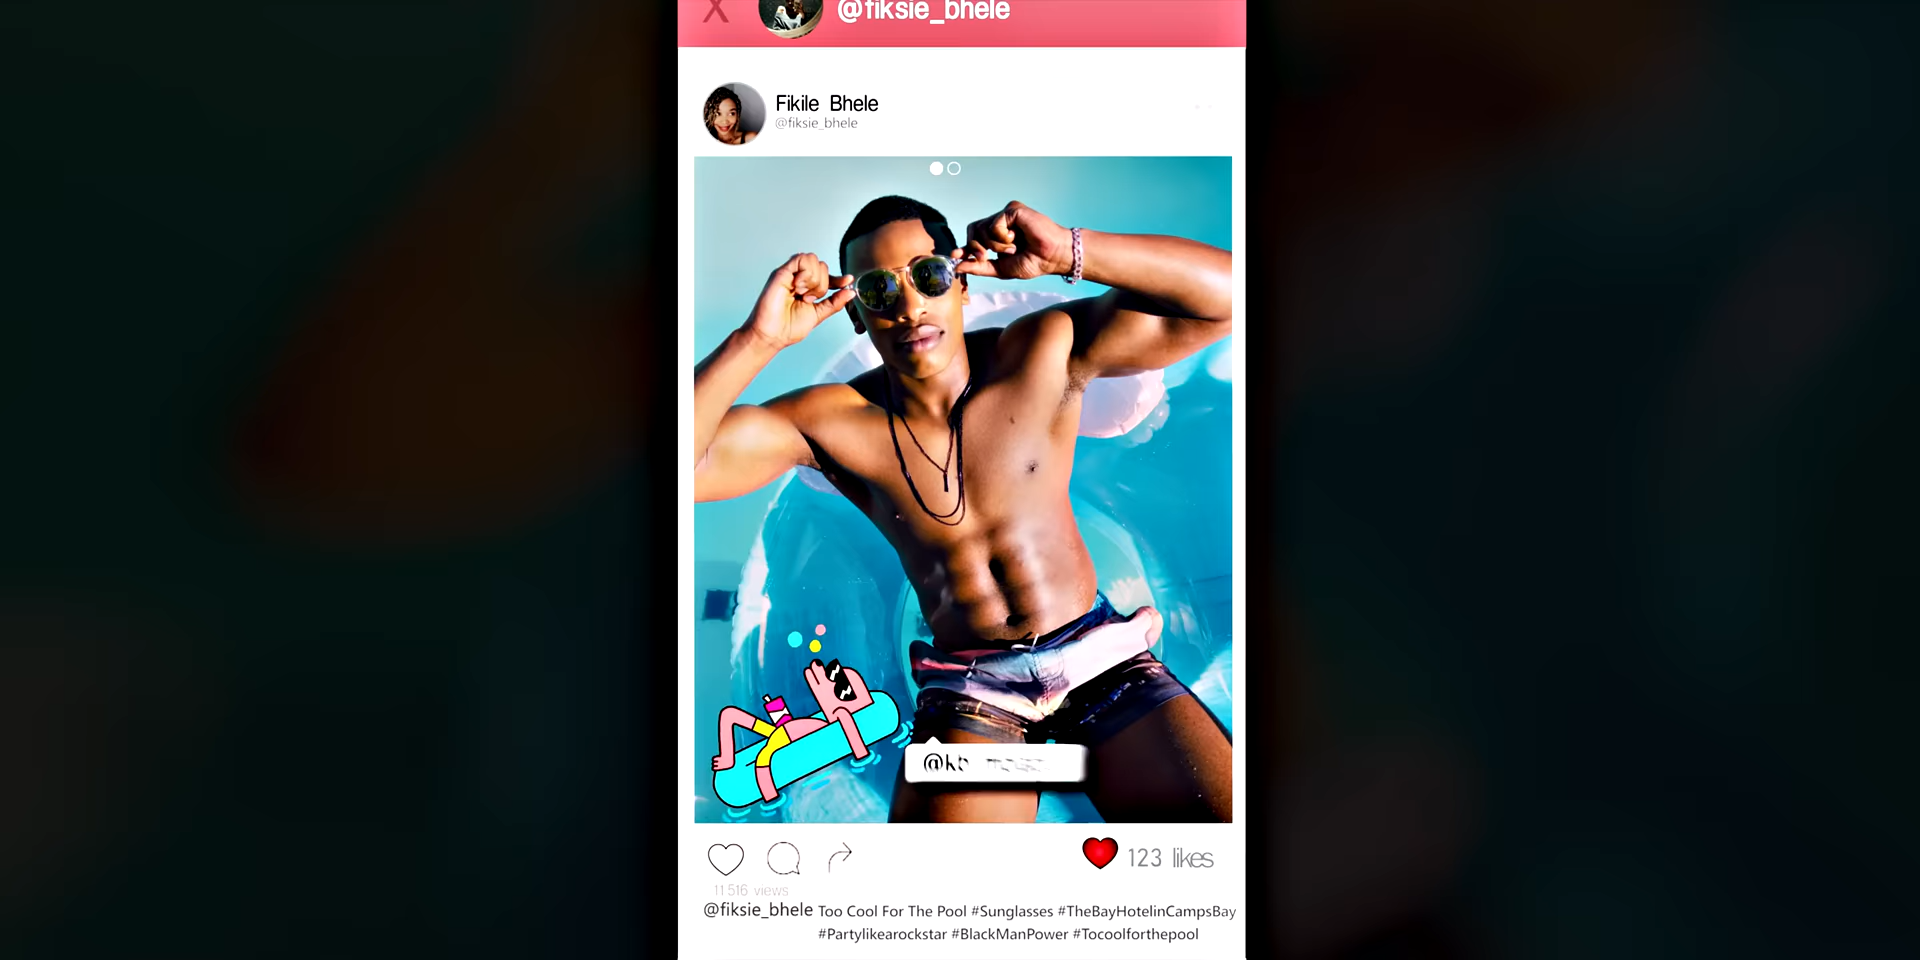 X @fiksie_bhele
Fikile Bhele
@fiksie_bhele
@kb
123 likes
11 516 views
@fiksie_bhele Too Cool For The Pool #Sunglasses #TheBayHotelinCampsBay
#Partylikearockstar #BlackManPower #Tocoolforthepool